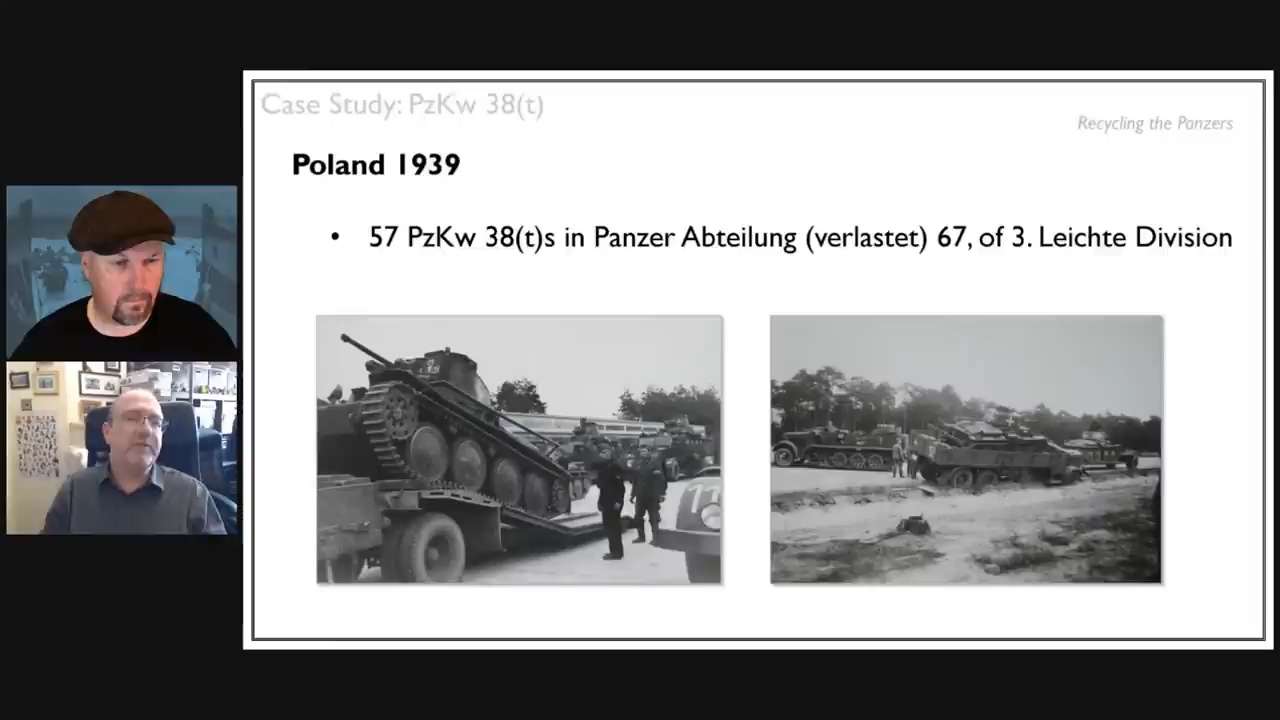 Case Study: PzKw 38(t)
Recycling the Panzers
Poland 1939
• 57 PzKw 38(t)s in Panzer Abteilung (verlastet) 67, of 3. Leichte Division